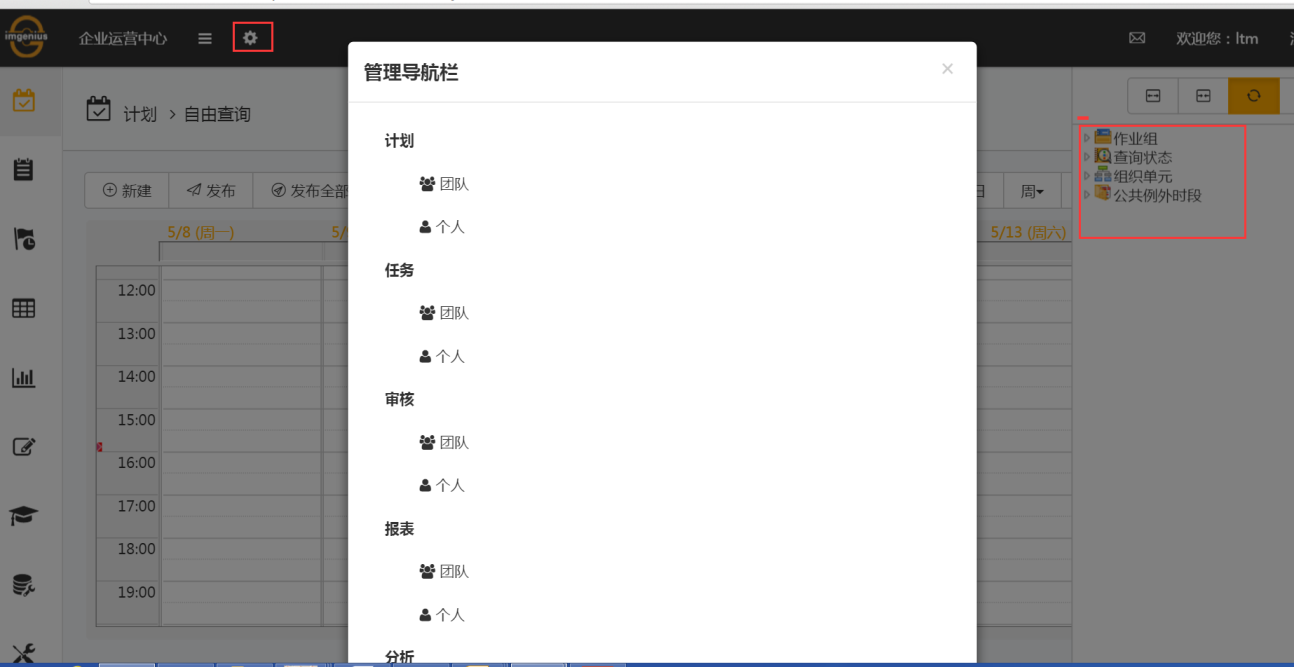 imgenius
企业运营中心
欢迎您：ltm
管理导航栏
×
计划 > 自由查询
新建
发布
发布全部
周
5/8 (周一)
5/13 (周六)
12:00
13:00
14:00
15:00
16:00
17:00
18:00
19:00
计划
团队
个人
任务
团队
个人
审核
团队
个人
报表
团队
个人
分析
作业组
查询状态
组织单元
公共例外时段